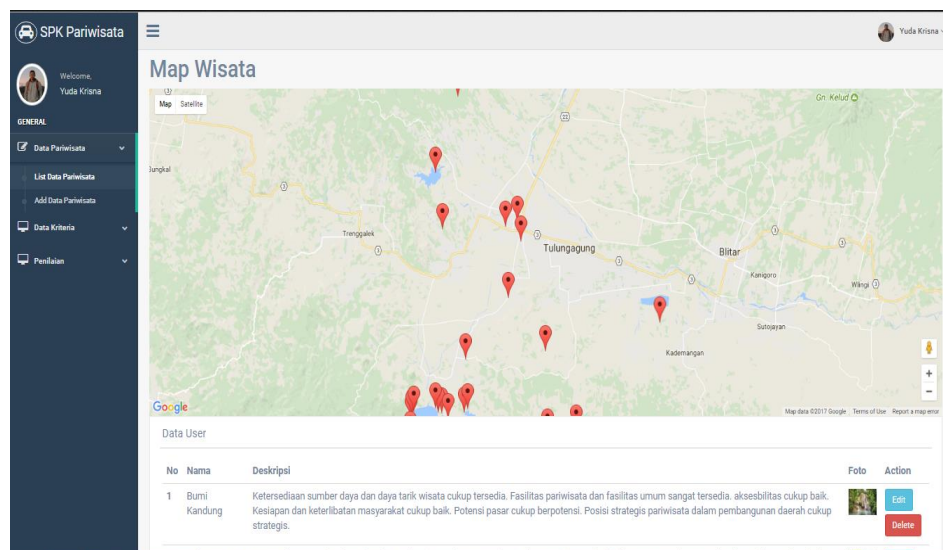 SPK Pariwisata
Yuda Krisna
Welcome,
Yuda Krisna
GENERAL
Data Pariwisata
List Data Pariwisata
Add Data Pariwisata
Data Kriteria
Penilaian
Map Wisata
Map Satellite
Gn. Kelud
Jungkal
Trenggalek
Tulungagung
Blitar
Kanigoro
Wlingi
Sutojayan
Kademangan
Google
Map data ©2017 Google Terms of Use Report a map error
Data User
No Nama Deskripsi Foto Action
1 Bumi Kandung
Ketersediaan sumber daya dan daya tarik wisata cukup tersedia. Fasilitas pariwisata dan fasilitas umum sangat tersedia. aksesbilitas cukup baik.
Kesiapan dan keterlibatan masyarakat cukup baik. Potensi pasar cukup berpotensi. Posisi strategis pariwisata dalam pembangunan daerah cukup
strategis.
Edit
Delete